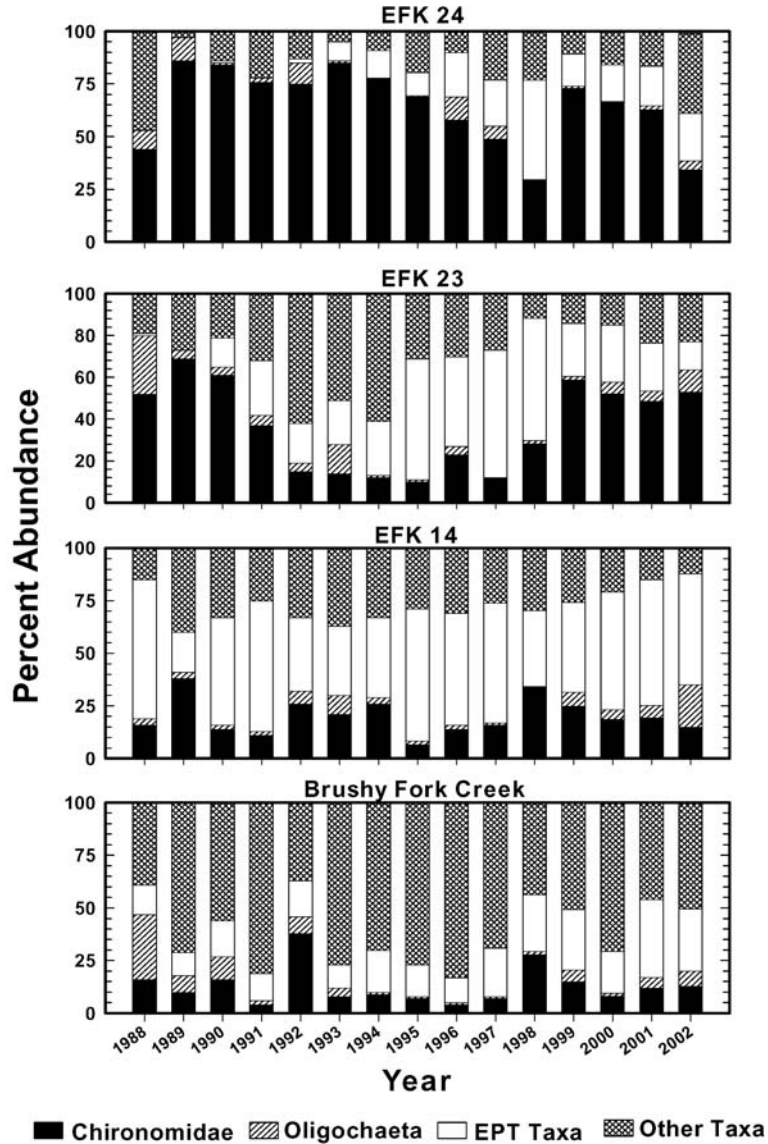 EFK 24
100
75
50
25
0
EFK 23
100
80
60
40
20
0
EFK 14
100
75
50
25
0
Brushy Fork Creek
100
75
50
25
0
Percent Abundance
1988 1989 1990 1991 1992 1993 1994 1995 1996 1997 1998 1999 2000 2001 2002
Year
Chironomidae Oligochaeta EPT Taxa Other Taxa